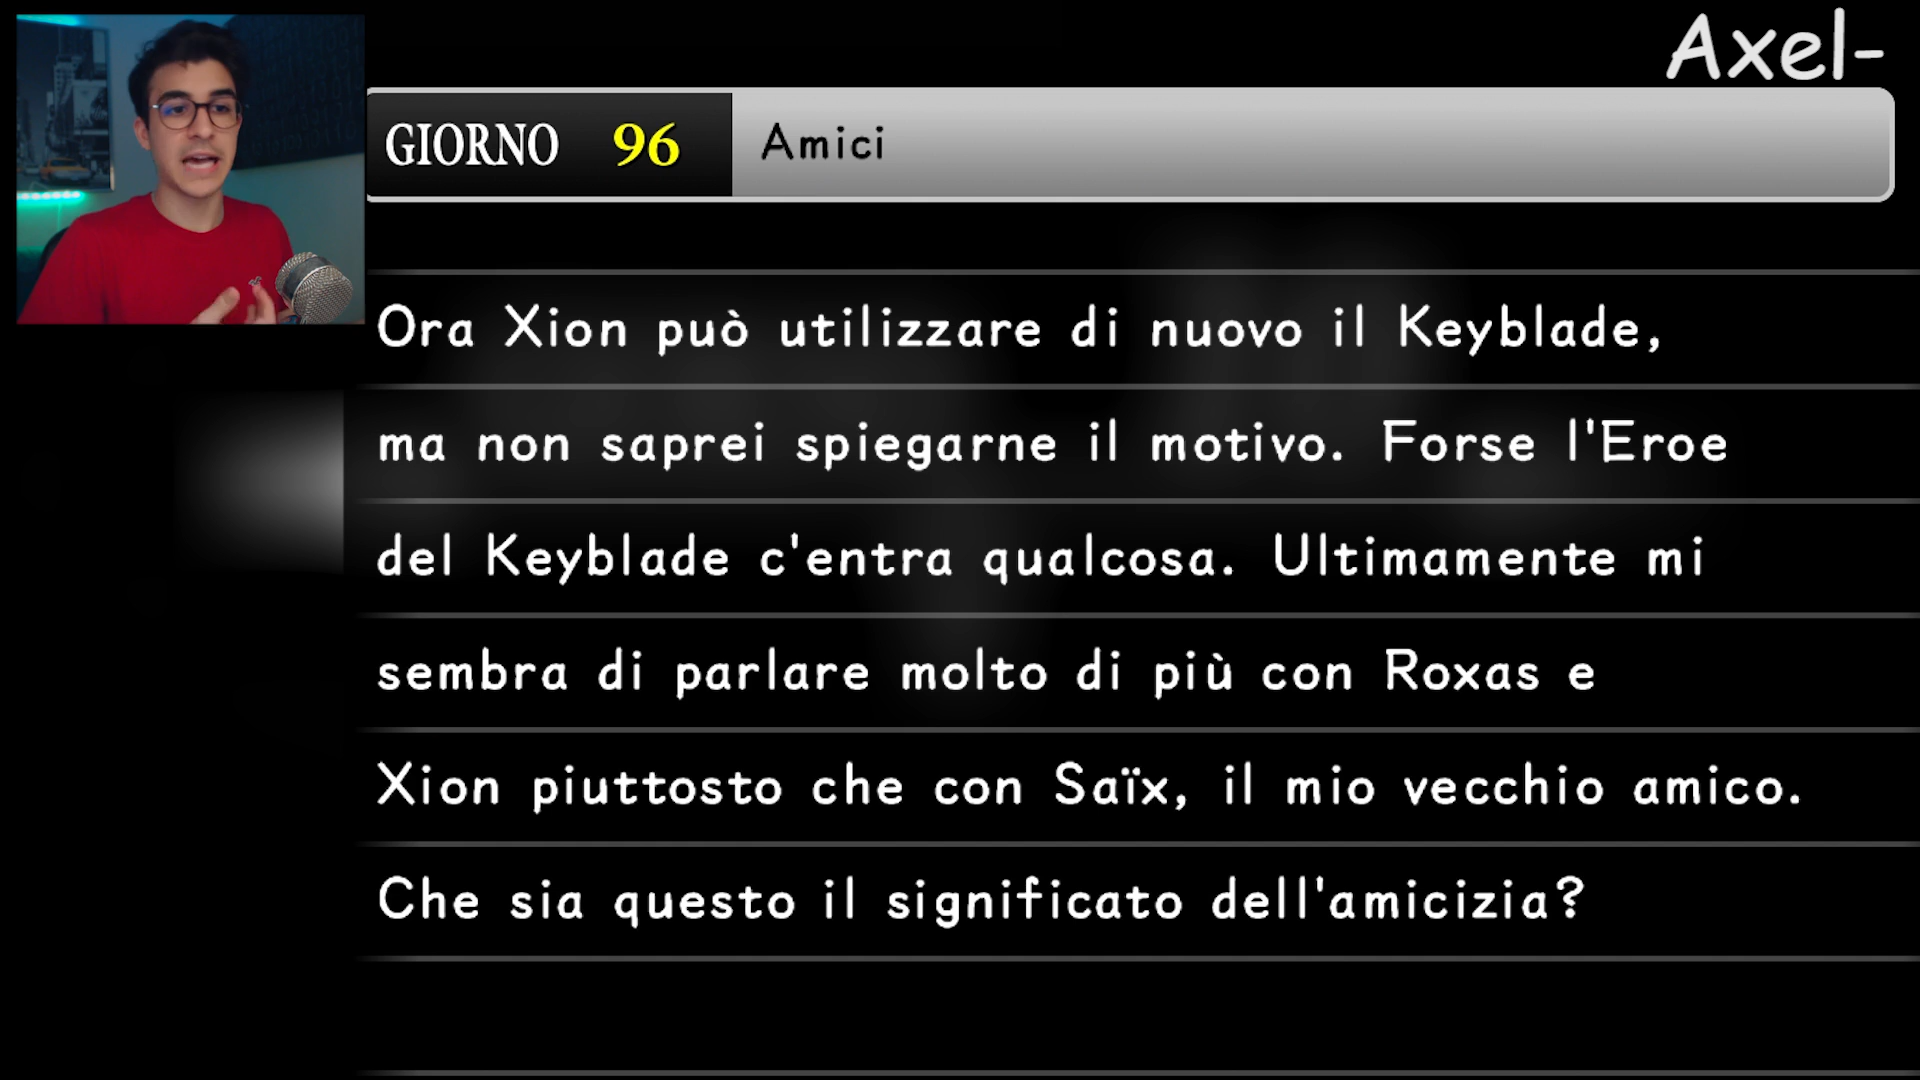 Axel-
GIORNO 96 Amici
Ora Xion può utilizzare di nuovo il Keyblade,
ma non saprei spiegarne il motivo. Forse l'Eroe
del Keyblade c'entra qualcosa. Ultimamente mi
sembra di parlare molto di più con Roxas e
Xion piuttosto che con Saïx, il mio vecchio amico.
Che sia questo il significato dell'amicizia?